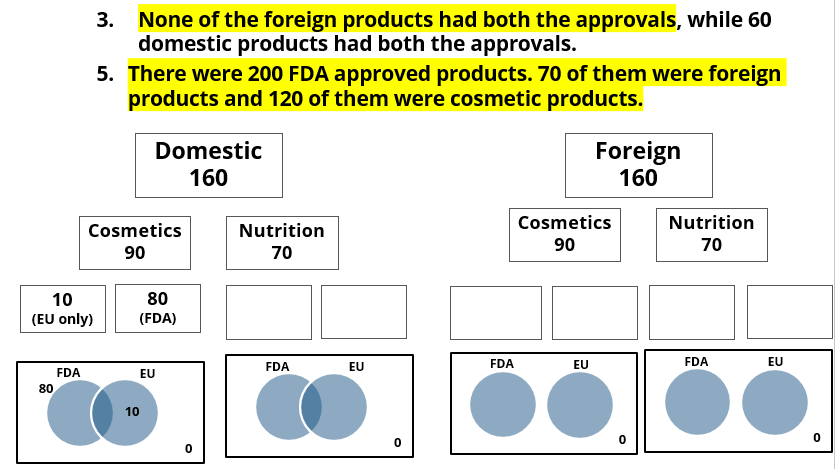 3. None of the foreign products had both the approvals, while 60
domestic products had both the approvals.
5. There were 200 FDA approved products. 70 of them were foreign
products and 120 of them were cosmetic products.
Domestic
160
Foreign
160
Cosmetics
90
Nutrition
70
Cosmetics
90
Nutrition
70
10
(EU only)
80
(FDA)
FDA
EU
80
10
0
FDA
EU
0
FDA
EU
0
FDA
EU
0